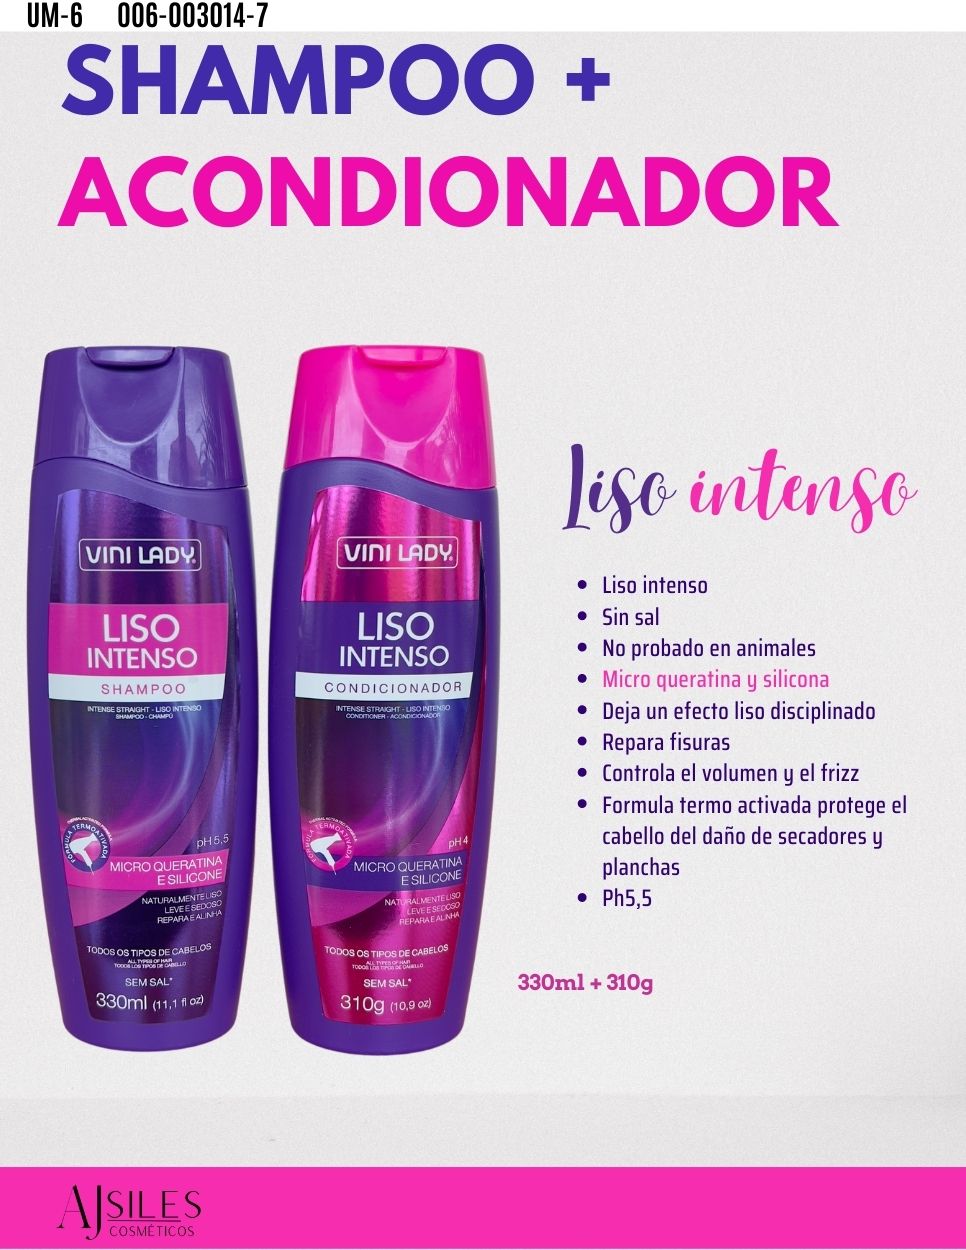 UM-6 006-003014-7
SHAMPOO +
ACONDIONADOR
VINI LADY®
LISO
INTENSO
SHAMPOO
INTENSE STRAIGHT - LISO INTENSO
SHAMPOO - CHAMPÚ
FORMULA TERMOATIVADA
pH 5,5
MICRO QUERATINA
E SILICONE
NATURALMENTE LISO
LEVE E SEDOSO
REPARA E ALINHA
TODOS OS TIPOS DE CABELOS
ALL TYPES OF HAIR
TODOS LOS TIPOS DE CABELLO
SEM SAL*
330ml (11,1 fl oz)
VINI LADY®
LISO
INTENSO
CONDICIONADOR
INTENSE STRAIGHT - LISO INTENSO
CONDITIONER - ACONDICIONADOR
FORMULA TERMOATIVADA
pH 4
MICRO QUERATINA
E SILICONE
NATURALMENTE LISO
LEVE E SEDOSO
REPARA E ALINHA
TODOS OS TIPOS DE CABELOS
ALL TYPES OF HAIR
TODOS LOS TIPOS DE CABELLO
SEM SAL*
310g (10,9 oz)
Liso intenso
• Liso intenso
• Sin sal
• No probado en animales
• Micro queratina y silicona
• Deja un efecto liso disciplinado
• Repara fisuras
• Controla el volumen y el frizz
• Formula termo activada protege el
cabello del daño de secadores y
planchas
• Ph5,5
330ml + 310g
AJSILES
COSMÉTICOS